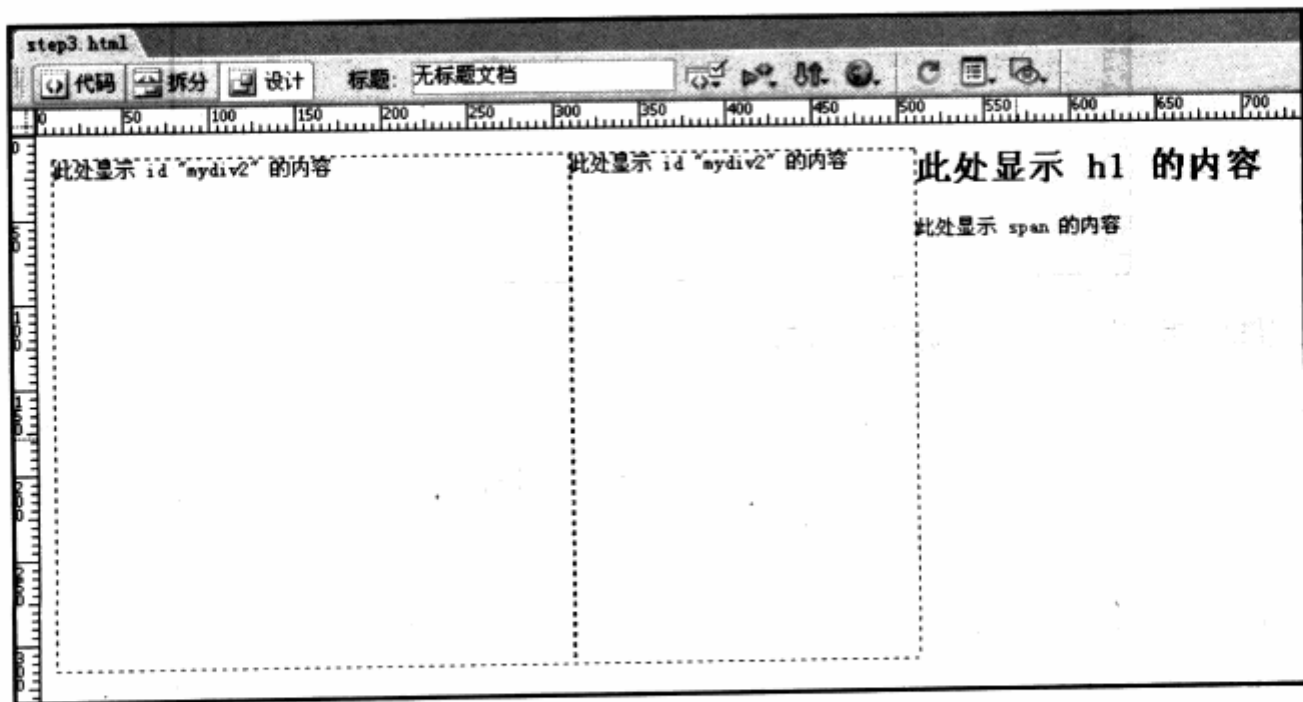 step3.html
代码 拆分 设计 标题: 无标题文档
0 50 100 150 200 250 300 350 400 450 500 550 600 650 700
此处显示 id "mydiv2" 的内容 此处显示 id "mydiv2" 的内容 此处显示 h1 的内容
此处显示 span 的内容